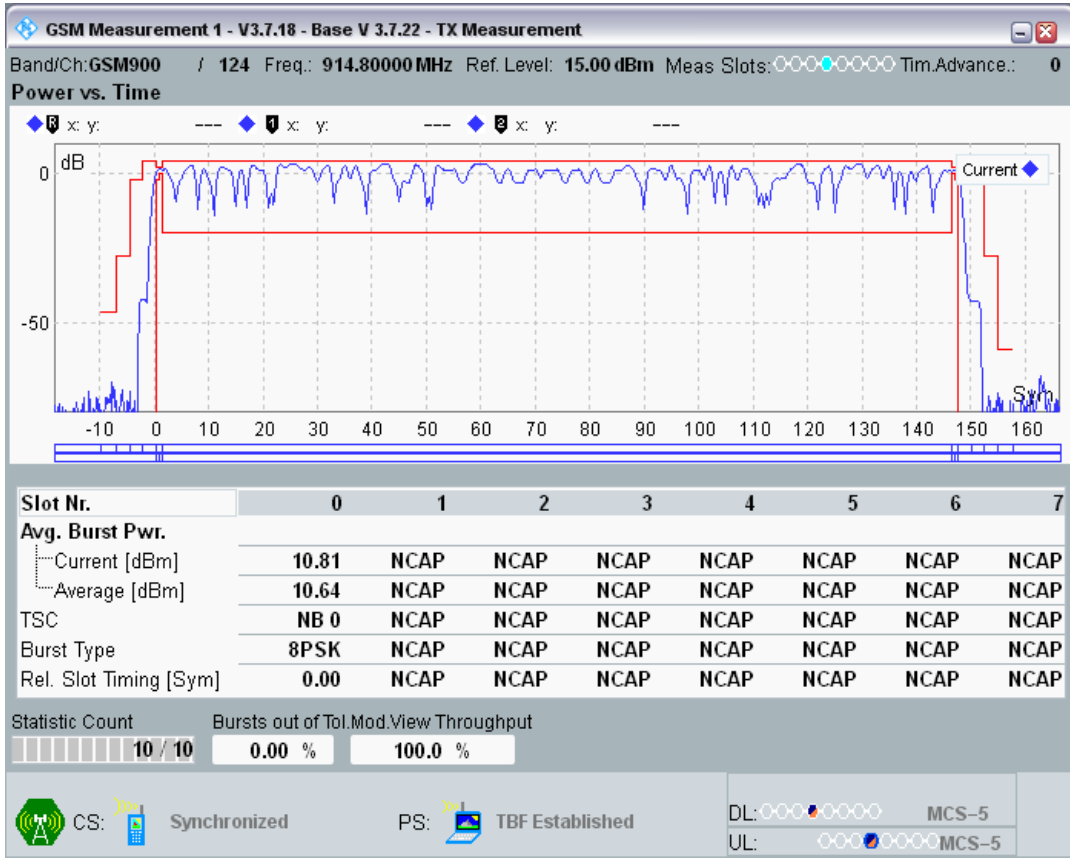 GSM Measurement 1 - V3.7.18 - Base V 3.7.22 - TX Measurement
Band/Ch:GSM900 / 124 Freq.: 914.80000 MHz Ref. Level: 15.00 dBm Meas Slots: Tim.Advance.: 0
Power vs. Time
R x: y: --- 1 x: y: --- 2 x: y: ---
dB
Current
0
-50
Sym
-10 0 10 20 30 40 50 60 70 80 90 100 110 120 130 140 150 160
Slot Nr. 0 1 2 3 4 5 6 7
Avg. Burst Pwr.
Current [dBm] 10.81 NCAP NCAP NCAP NCAP NCAP NCAP NCAP
Average [dBm] 10.64 NCAP NCAP NCAP NCAP NCAP NCAP NCAP
TSC NB 0 NCAP NCAP NCAP NCAP NCAP NCAP NCAP
Burst Type 8PSK NCAP NCAP NCAP NCAP NCAP NCAP NCAP
Rel. Slot Timing [Sym] 0.00 NCAP NCAP NCAP NCAP NCAP NCAP NCAP
Statistic Count Bursts out of Tol.Mod.View Throughput
10 / 10 0.00 % 100.0 %
CS: Synchronized PS: TBF Established
DL: MCS-5
UL: MCS-5